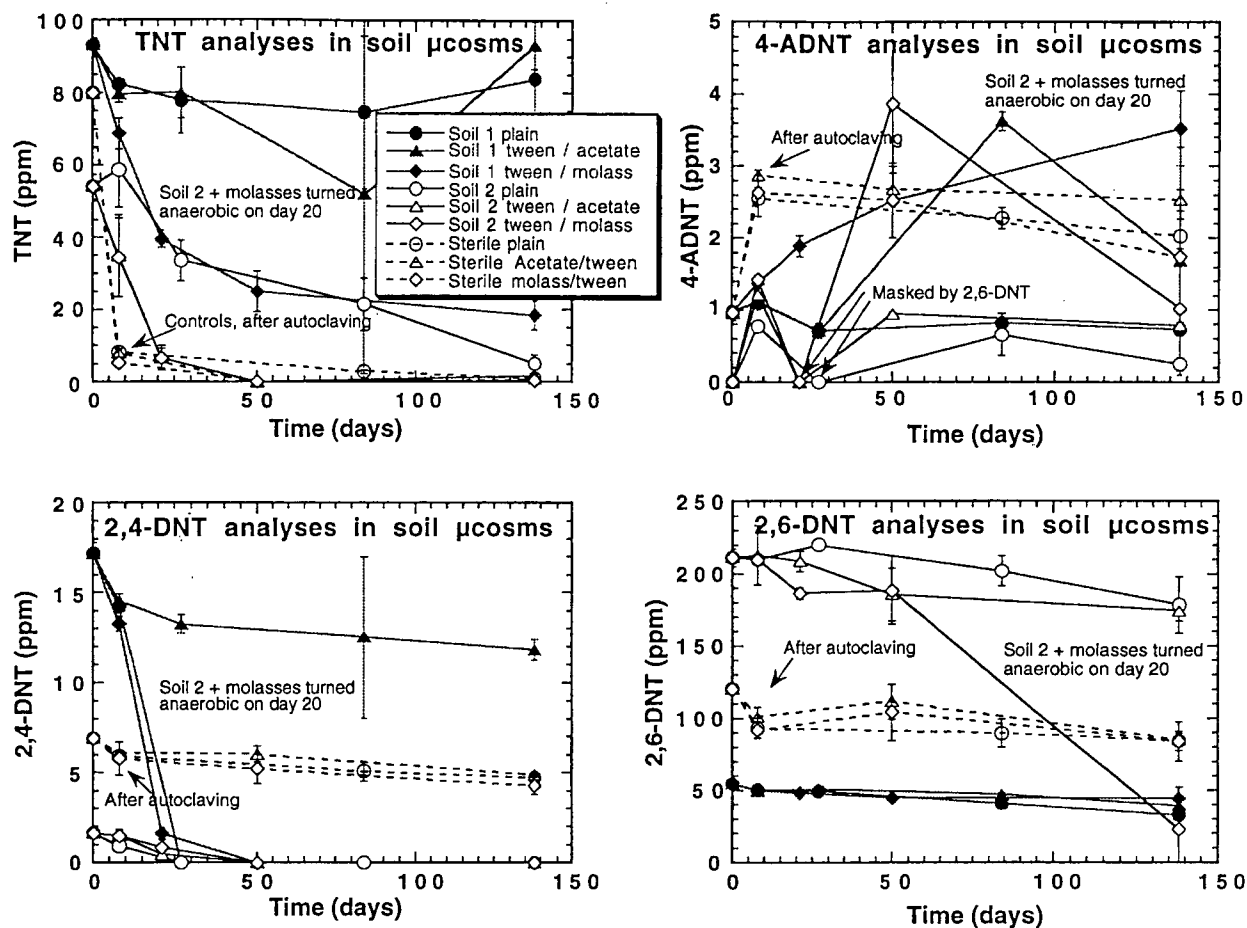 TNT analyses in soil µcosms
100
80
60
40
20
0
TNT (ppm)
Soil 2 + molasses turned
anaerobic on day 20
Controls, after autoclaving
Soil 1 plain
Soil 1 tween / acetate
Soil 1 tween / molass
Soil 2 plain
Soil 2 tween / acetate
Soil 2 tween / molass
Sterile plain
Sterile Acetate/tween
Sterile molass/tween
0 50 100 150
Time (days)
4-ADNT analyses in soil µcosms
5
4
3
2
1
0
4-ADNT (ppm)
Soil 2 + molasses turned
anaerobic on day 20
After autoclaving
Masked by 2,6-DNT
0 50 100 150
Time (days)
2,4-DNT analyses in soil µcosms
20
15
10
5
0
2,4-DNT (ppm)
Soil 2 + molasses turned
anaerobic on day 20
After autoclaving
0 50 100 150
Time (days)
2,6-DNT analyses in soil µcosms
250
200
150
100
50
0
2,6-DNT (ppm)
After autoclaving
Soil 2 + molasses turned
anaerobic on day 20
0 50 100 150
Time (days)